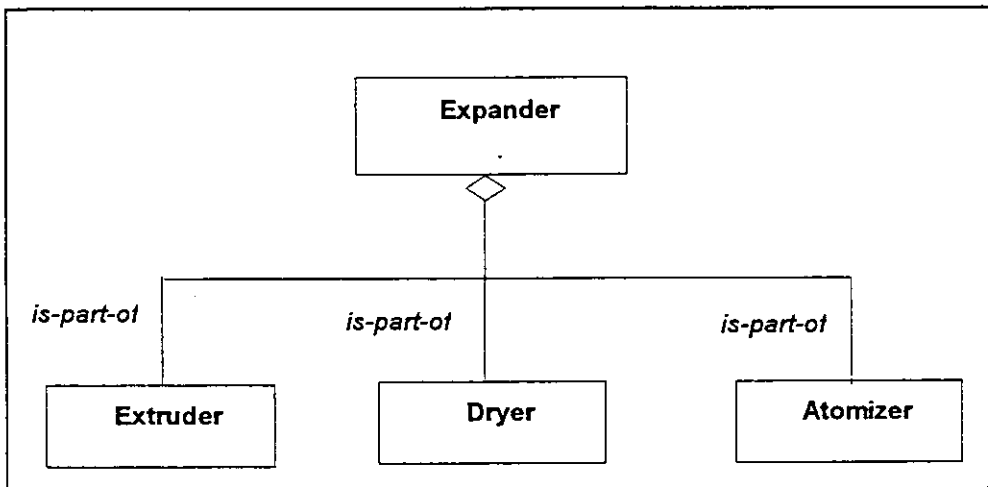 Expander
is-part-of
is-part-of
is-part-of
Extruder
Dryer
Atomizer